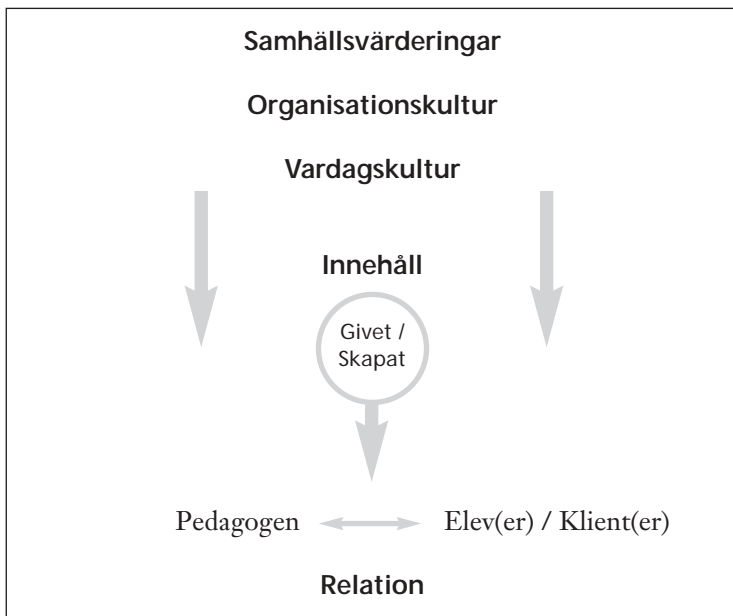 Samhällsvärderingar
Organisationskultur
Vardagskultur
Innehåll
Givet /
Skapat
Pedagogen Elev(er) / Klient(er)
Relation